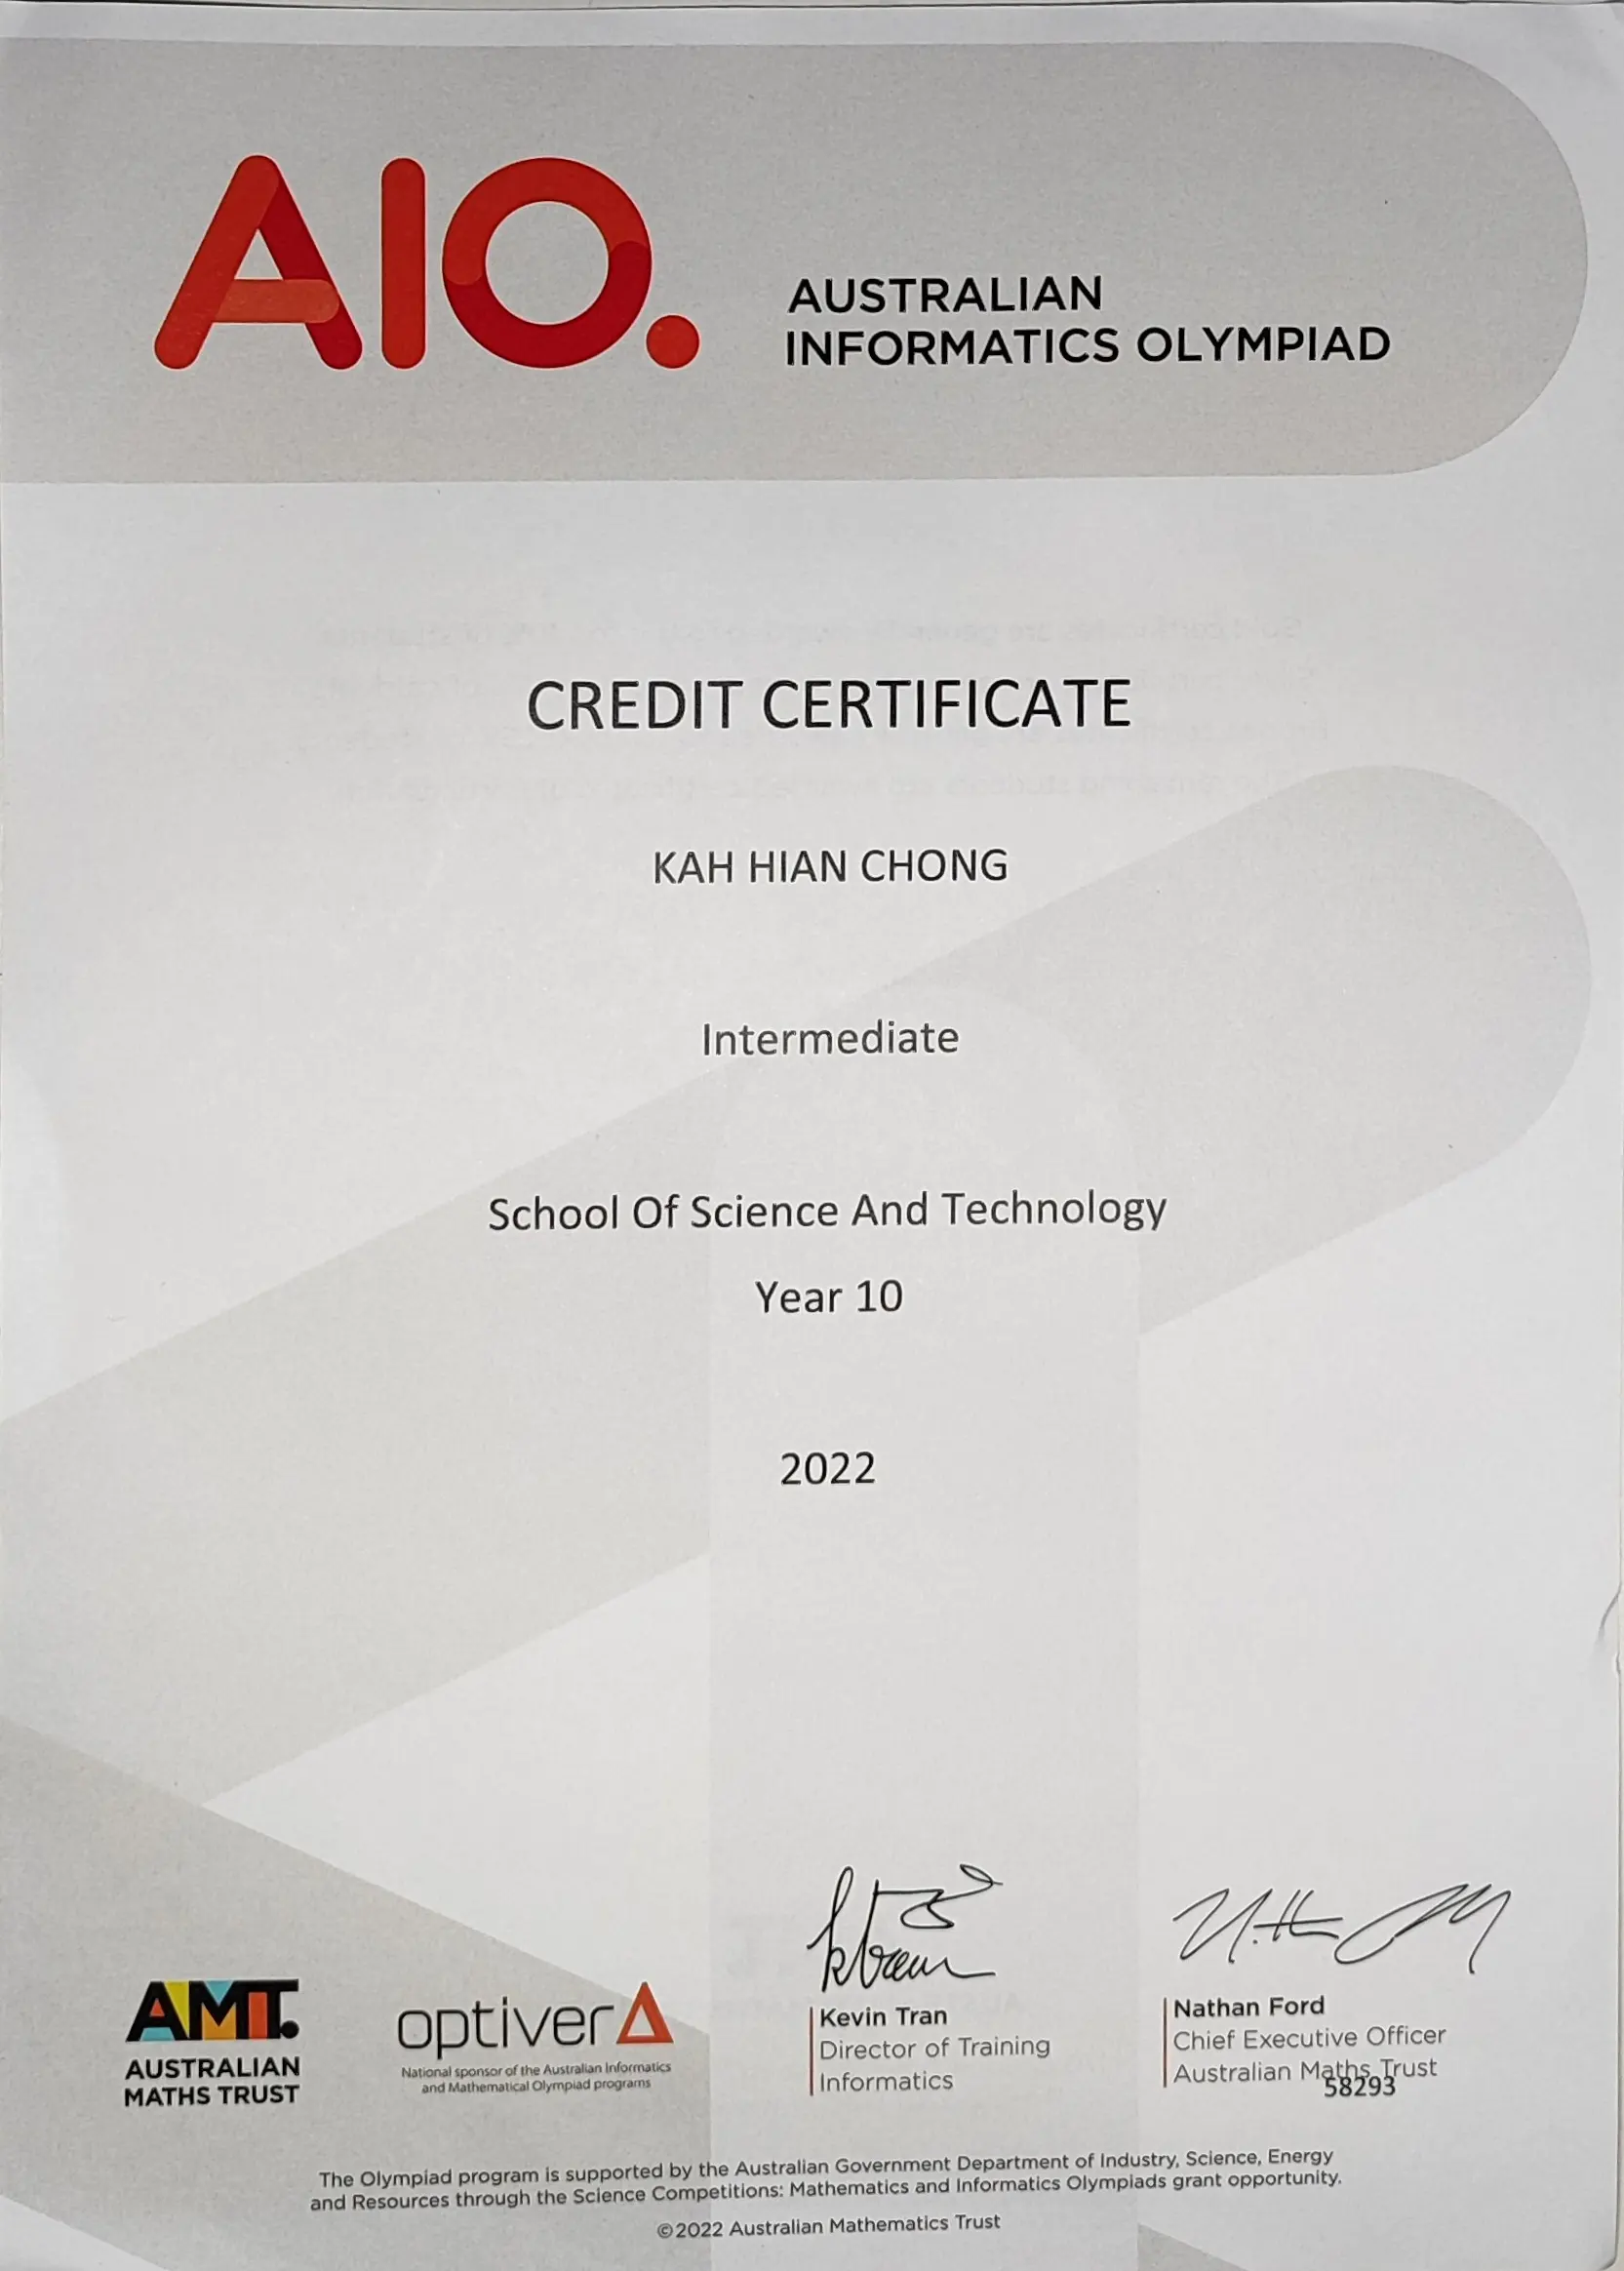 AIO.
AUSTRALIAN
INFORMATICS OLYMPIAD
CREDIT CERTIFICATE
KAH HIAN CHONG
Intermediate
School Of Science And Technology
Year 10
2022
AMT.
AUSTRALIAN
MATHS TRUST
optiver
National sponsor of the Australian Informatics
and Mathematical Olympiad programs
Kevin Tran
Director of Training
Informatics
Nathan Ford
Chief Executive Officer
Australian Maths Trust
58293
The Olympiad program is supported by the Australian Government Department of Industry, Science, Energy
and Resources through the Science Competitions: Mathematics and Informatics Olympiads grant opportunity.
©2022 Australian Mathematics Trust